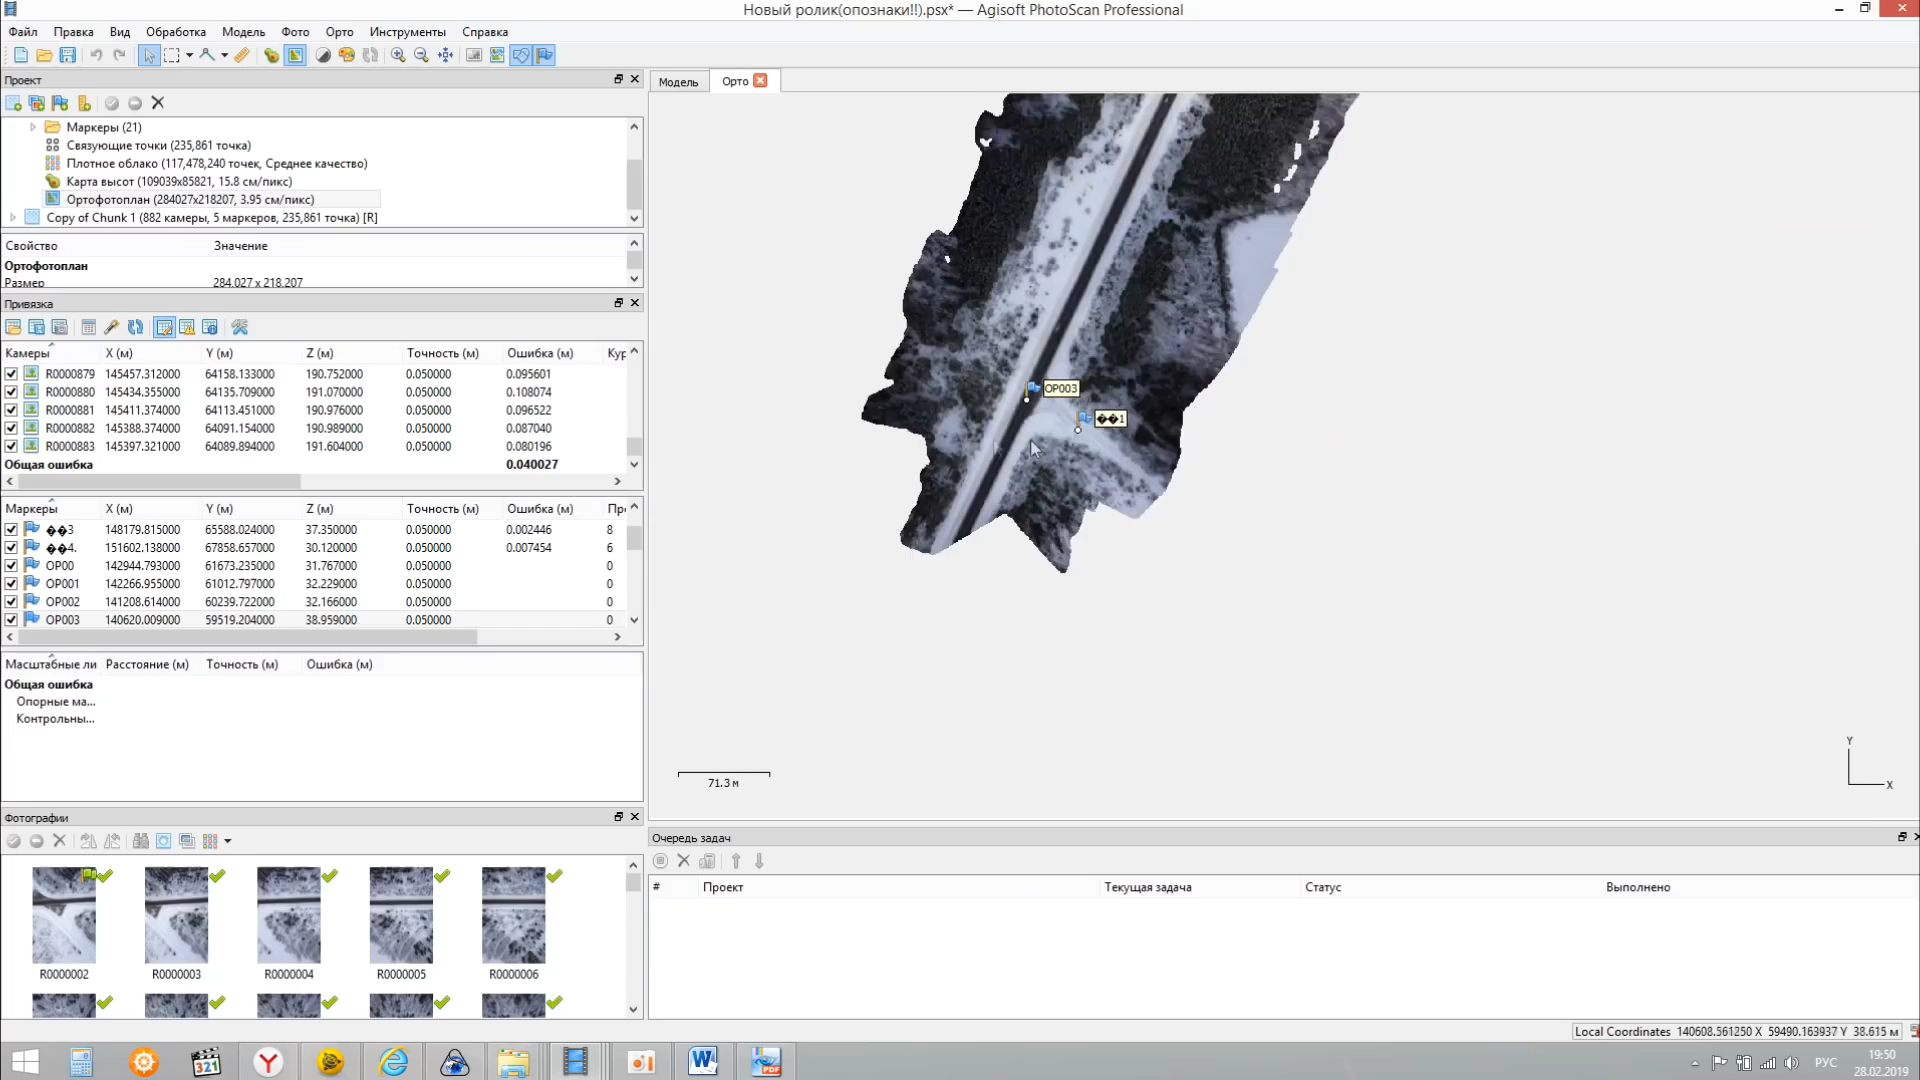 Новый ролик(опознаки!!).psx* — Agisoft PhotoScan Professional
Файл Правка Вид Обработка Модель Фото Орто Инструменты Справка
Проект
Маркеры (21)
Связующие точки (235,861 точка)
Плотное облако (117,478,240 точек, Среднее качество)
Карта высот (109039x85821, 15.8 см/пикс)
Ортофотоплан (284027x218207, 3.95 см/пикс)
Copy of Chunk 1 (882 камеры, 5 маркеров, 235,861 точка) [R]
Свойство Значение
Ортофотоплан
Размер 284.027 x 218.207
Привязка
Камеры X (м) Y (м) Z (м) Точность (м) Ошибка (м) Кур
R0000879 145457.312000 64158.133000 190.752000 0.050000 0.095601
R0000880 145434.355000 64135.709000 191.070000 0.050000 0.108074
R0000881 145411.374000 64113.451000 190.976000 0.050000 0.096522
R0000882 145388.374000 64091.154000 190.989000 0.050000 0.087040
R0000883 145397.321000 64089.894000 191.604000 0.050000 0.080196
Общая ошибка 0.040027
Маркеры X (м) Y (м) Z (м) Точность (м) Ошибка (м) Пр
��3 148179.815000 65588.024000 37.350000 0.050000 0.002446 8
��4. 151602.138000 67858.657000 30.120000 0.050000 0.007454 6
OP00 142944.793000 61673.235000 31.767000 0.050000 0
OP001 142266.955000 61012.797000 32.229000 0.050000 0
OP002 141208.614000 60239.722000 32.166000 0.050000 0
OP003 140620.009000 59519.204000 38.959000 0.050000 0
Масштабные ли Расстояние (м) Точность (м) Ошибка (м)
Общая ошибка
Опорные ма...
Контрольны...
Фотографии
R0000002 R0000003 R0000004 R0000005 R0000006
Модель Орто
OP003
��1
71.3 м
Y
X
Очередь задач
# Проект Текущая задача Статус Выполнено
Local Coordinates 140608.561250 X 59490.163937 Y 38.615 м
321
РУС
19:50
28.02.2019
PDF